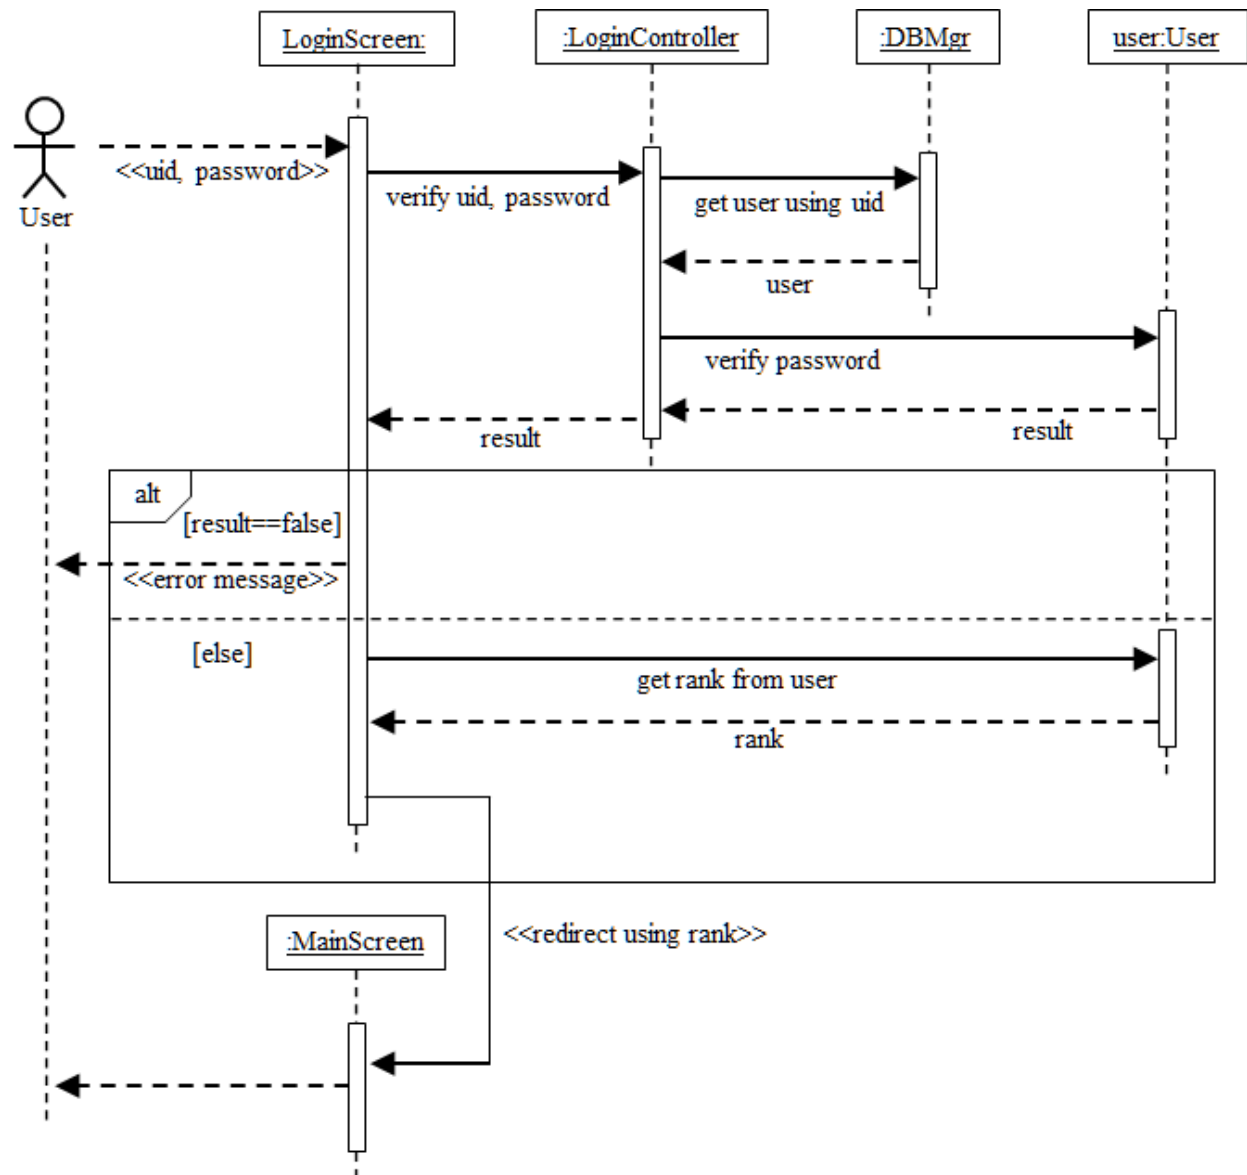 LoginScreen:
:LoginController
:DBMgr
user:User
<<uid, password>>
verify uid, password
get user using uid
User
user
verify password
result
result
alt
[result==false]
<<error message>>
[else]
get rank from user
rank
<<redirect using rank>>
:MainScreen